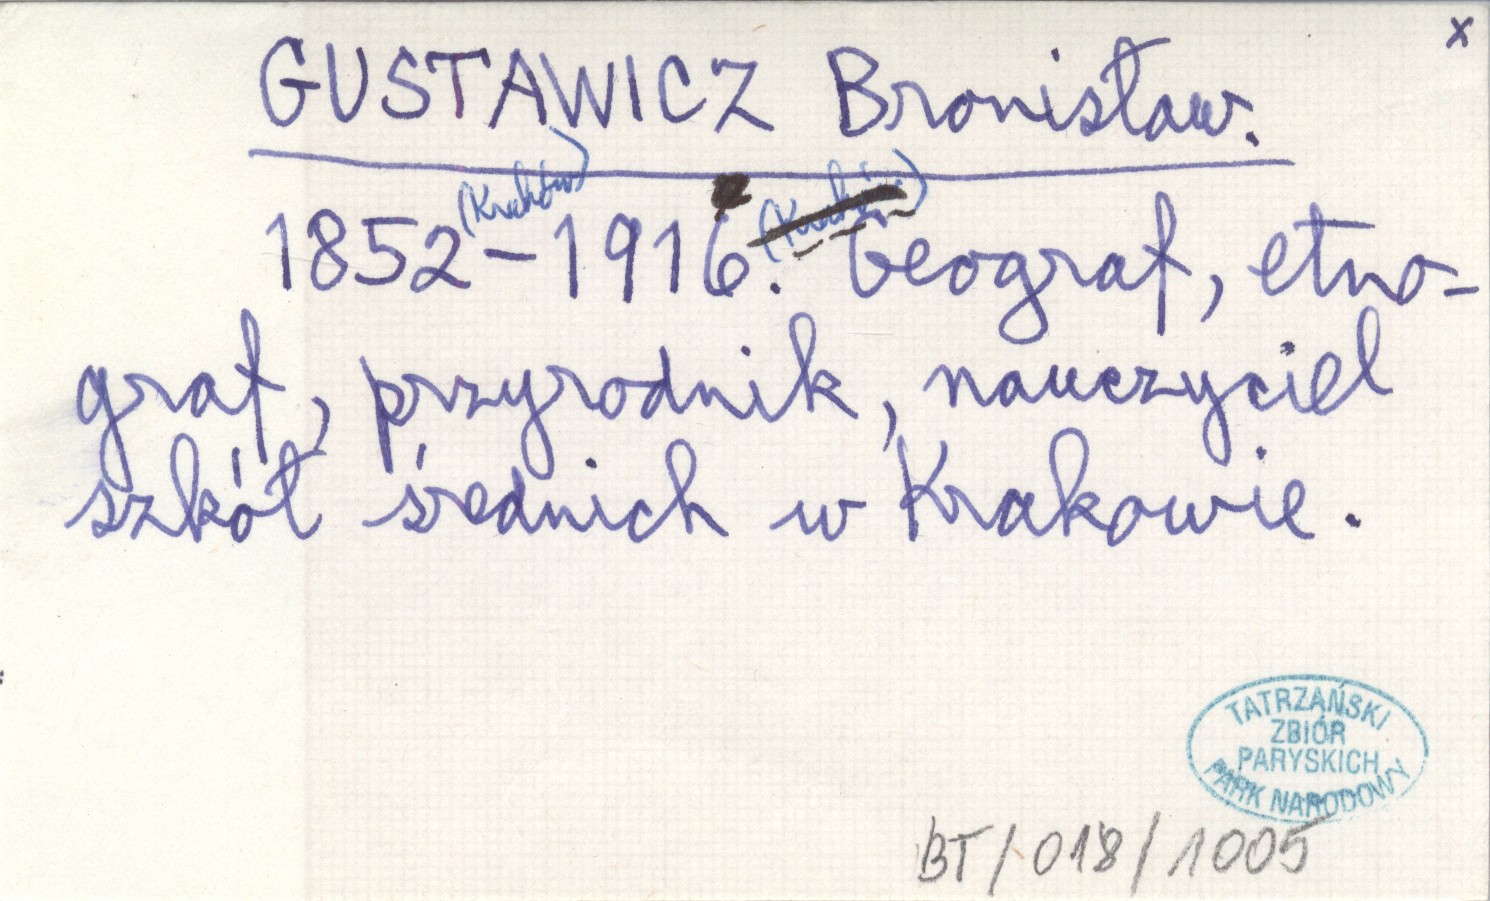 x
GUSTAWICZ Bronisław.
(Kraków) (Kraków)
1852 – 1916. Geograf, etno-
graf, przyrodnik, nauczyciel
szkół średnich w Krakowie.
TATRZAŃSKI
ZBIÓR
PARYSKICH
PARK NARODOWY
BT/018/1005